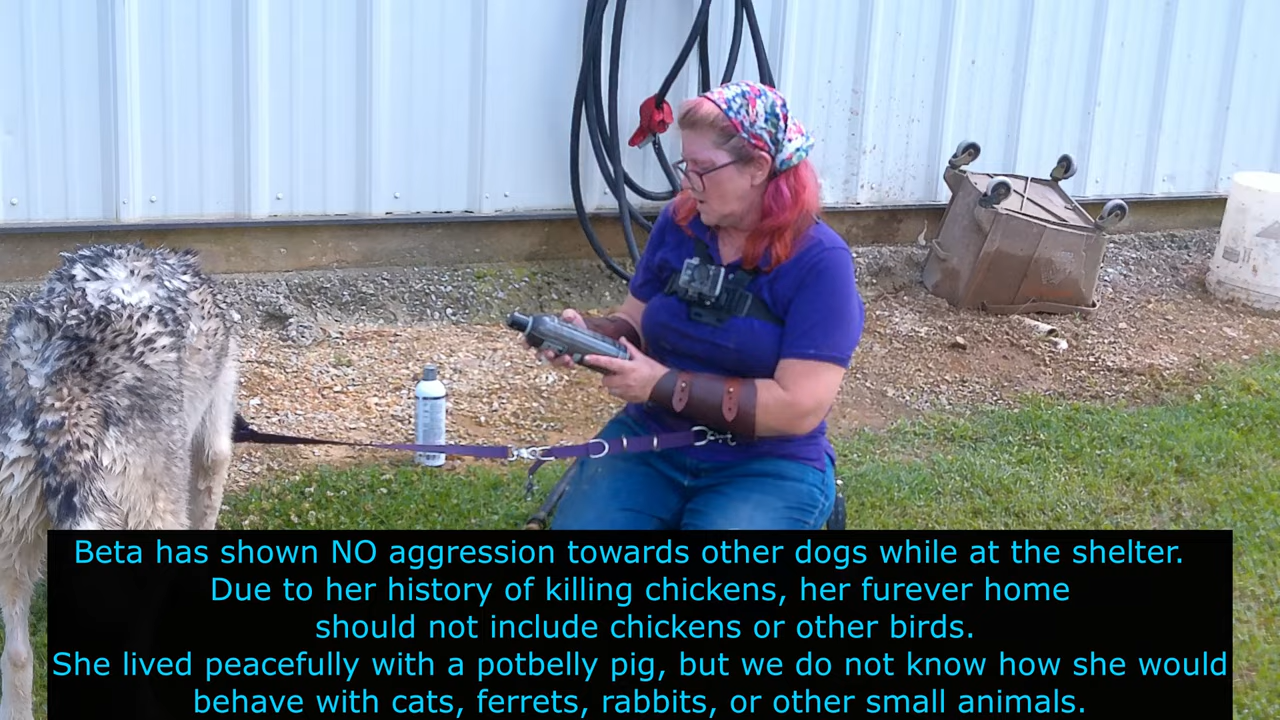 Beta has shown NO aggression towards other dogs while at the shelter.
Due to her history of killing chickens, her furever home
should not include chickens or other birds.
She lived peacefully with a potbelly pig, but we do not know how she would
behave with cats, ferrets, rabbits, or other small animals.